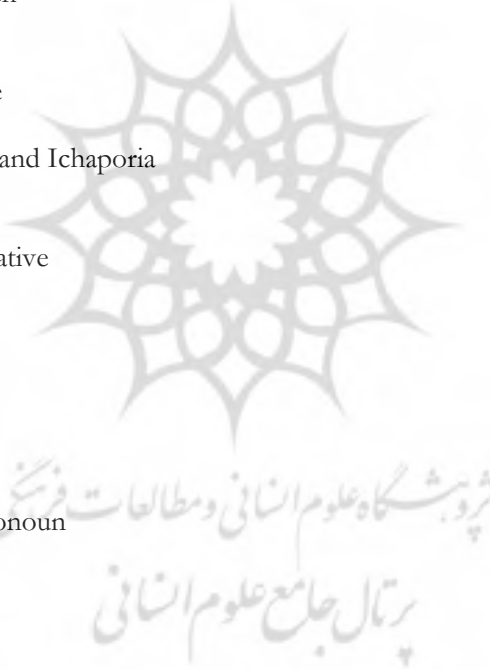 and Ichaporia
ative
پژوهشگاه علوم انسانی و مطالعات فرهنگی
onoun
پرتال جامع علوم انسانی